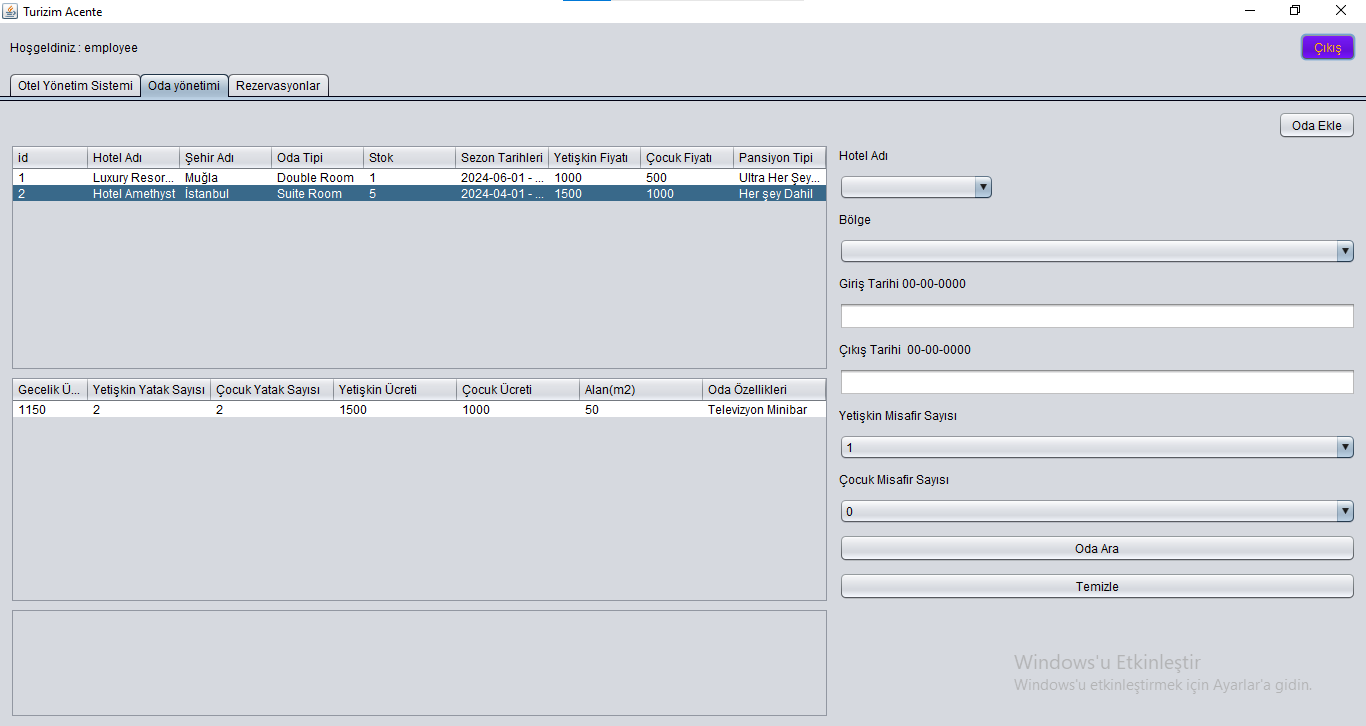 Turizim Acente
Hoşgeldiniz : employee
Çıkış
Otel Yönetim Sistemi Oda yönetimi Rezervasyonlar
Oda Ekle
id Hotel Adı Şehir Adı Oda Tipi Stok Sezon Tarihleri Yetişkin Fiyatı Çocuk Fiyatı Pansiyon Tipi
1 Luxury Resor... Muğla Double Room 1 2024-06-01 - ... 1000 500 Ultra Her Şey...
2 Hotel Amethyst İstanbul Suite Room 5 2024-04-01 - ... 1500 1000 Her şey Dahil
Gecelik Ü... Yetişkin Yatak Sayısı Çocuk Yatak Sayısı Yetişkin Ücreti Çocuk Ücreti Alan(m2) Oda Özellikleri
1150 2 2 1500 1000 50 Televizyon Minibar
Hotel Adı
Bölge
Giriş Tarihi 00-00-0000
Çıkış Tarihi 00-00-0000
Yetişkin Misafir Sayısı
1
Çocuk Misafir Sayısı
0
Oda Ara
Temizle
Windows'u Etkinleştir
Windows'u etkinleştirmek için Ayarlar'a gidin.